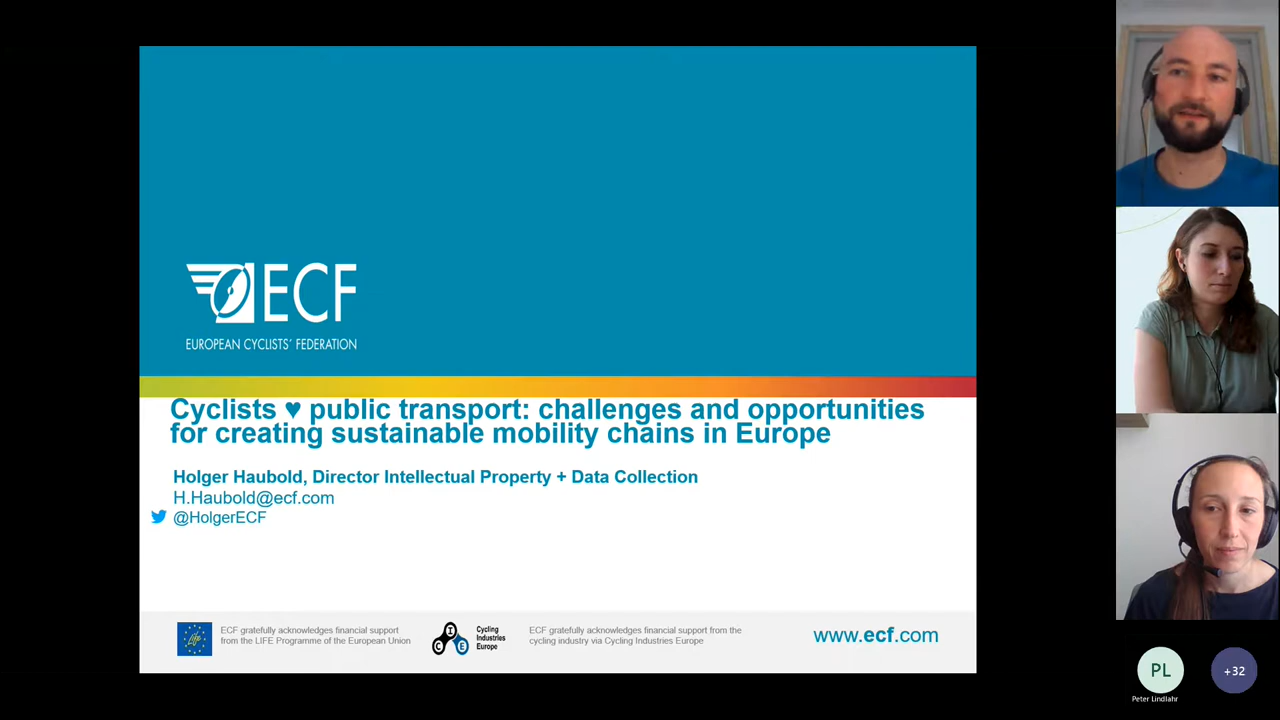 ECF
EUROPEAN CYCLISTS' FEDERATION
Cyclists ♥ public transport: challenges and opportunities
for creating sustainable mobility chains in Europe
Holger Haubold, Director Intellectual Property + Data Collection
H.Haubold@ecf.com
@HolgerECF
Life
ECF gratefully acknowledges financial support
from the LIFE Programme of the European Union
CIE
Cycling
Industries
Europe
ECF gratefully acknowledges financial support from the
cycling industry via Cycling Industries Europe
www.ecf.com
PL
Peter Lindlahr
+32